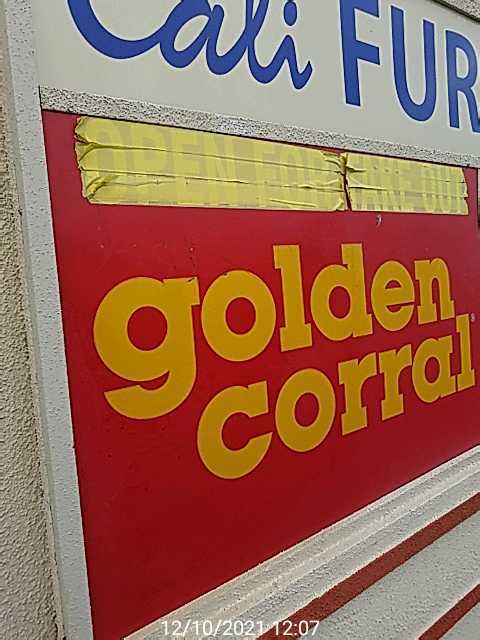 Cali FUR
OPEN FOR TAKE OUT
golden
corral
12/10/2021 12:07